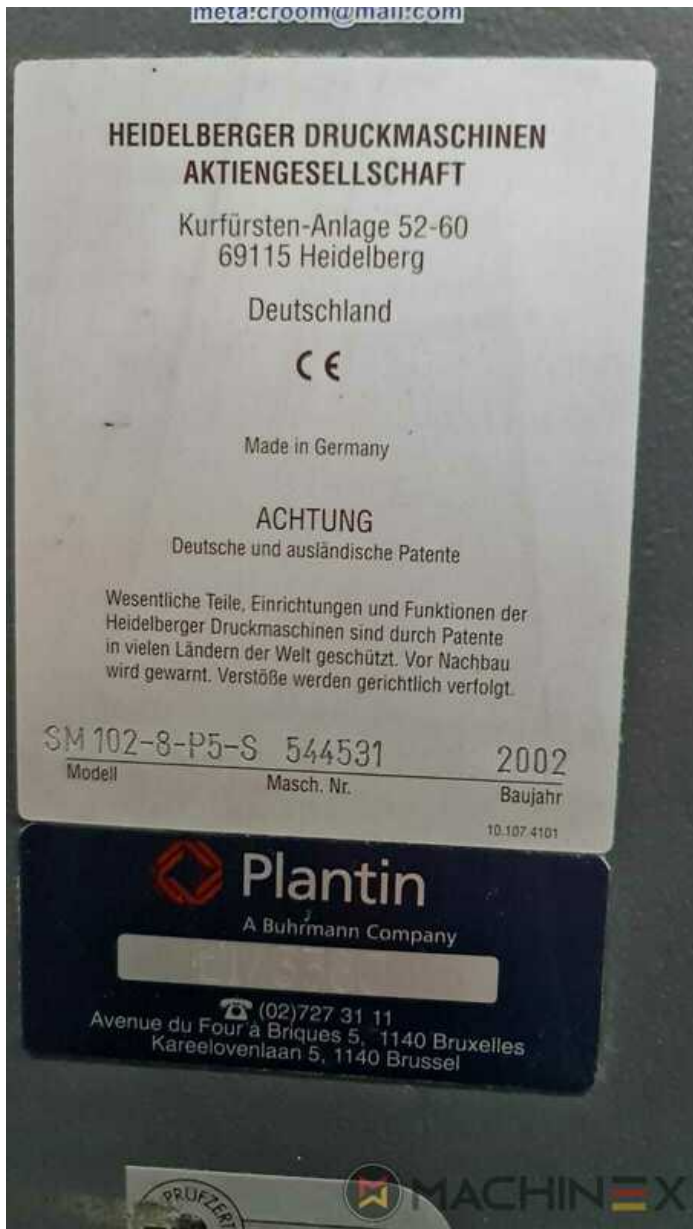 HEIDELBERGER DRUCKMASCHINEN
AKTIENGESELLSCHAFT
Kurfürsten-Anlage 52-60
69115 Heidelberg
Deutschland
CE
Made in Germany
ACHTUNG
Deutsche und ausländische Patente
Wesentliche Teile, Einrichtungen und Funktionen der
Heidelberger Druckmaschinen sind durch Patente
in vielen Ländern der Welt geschützt. Vor Nachbau
wird gewarnt. Verstöße werden gerichtlich verfolgt.
SM 102-8-P5-S 544531 2002
Modell Masch. Nr. Baujahr
10.107.4101
Plantin
A Buhrmann Company
☎ (02)727 31 11
Avenue du Four à Briques 5, 1140 Bruxelles
Kareelovenlaan 5, 1140 Brussel
MACHINEX